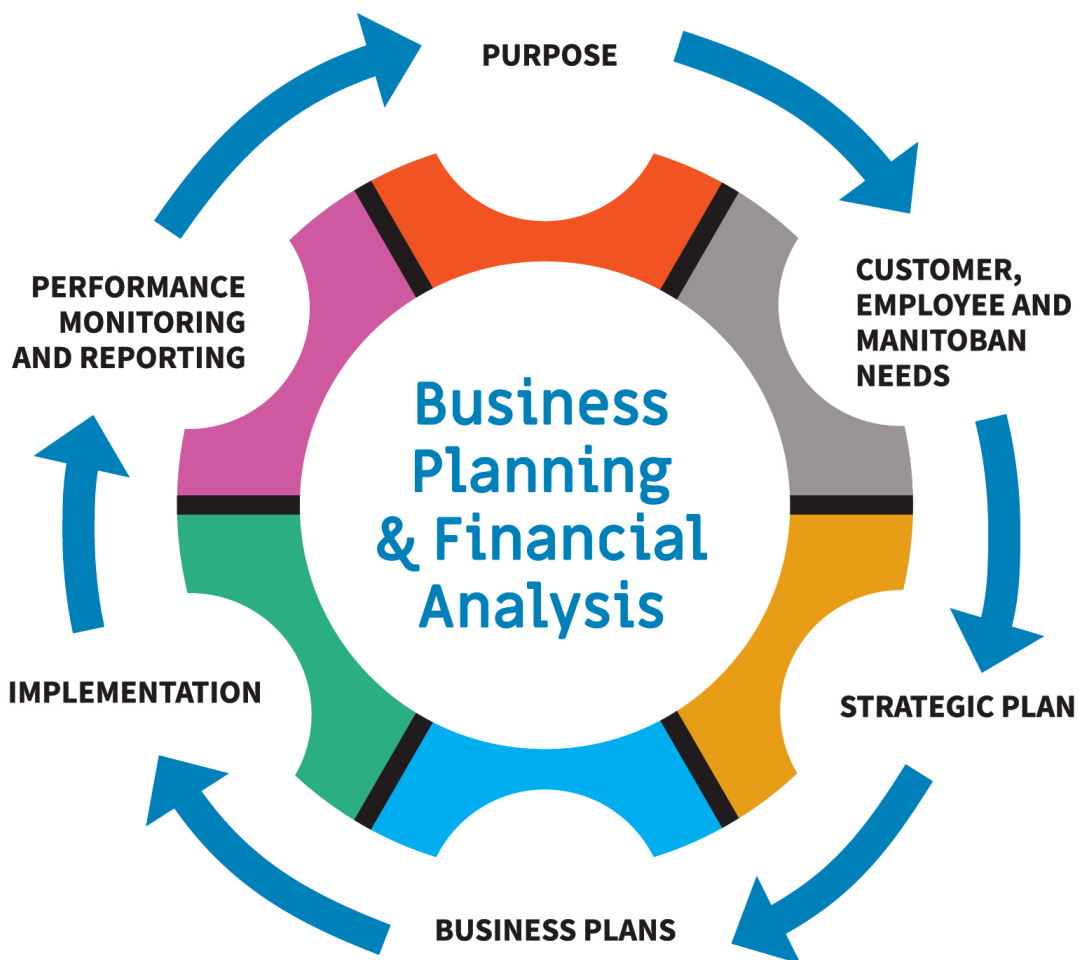 PURPOSE
CUSTOMER,
EMPLOYEE AND
MANITOBAN
NEEDS
STRATEGIC PLAN
BUSINESS PLANS
IMPLEMENTATION
PERFORMANCE
MONITORING
AND REPORTING
Business
Planning
& Financial
Analysis